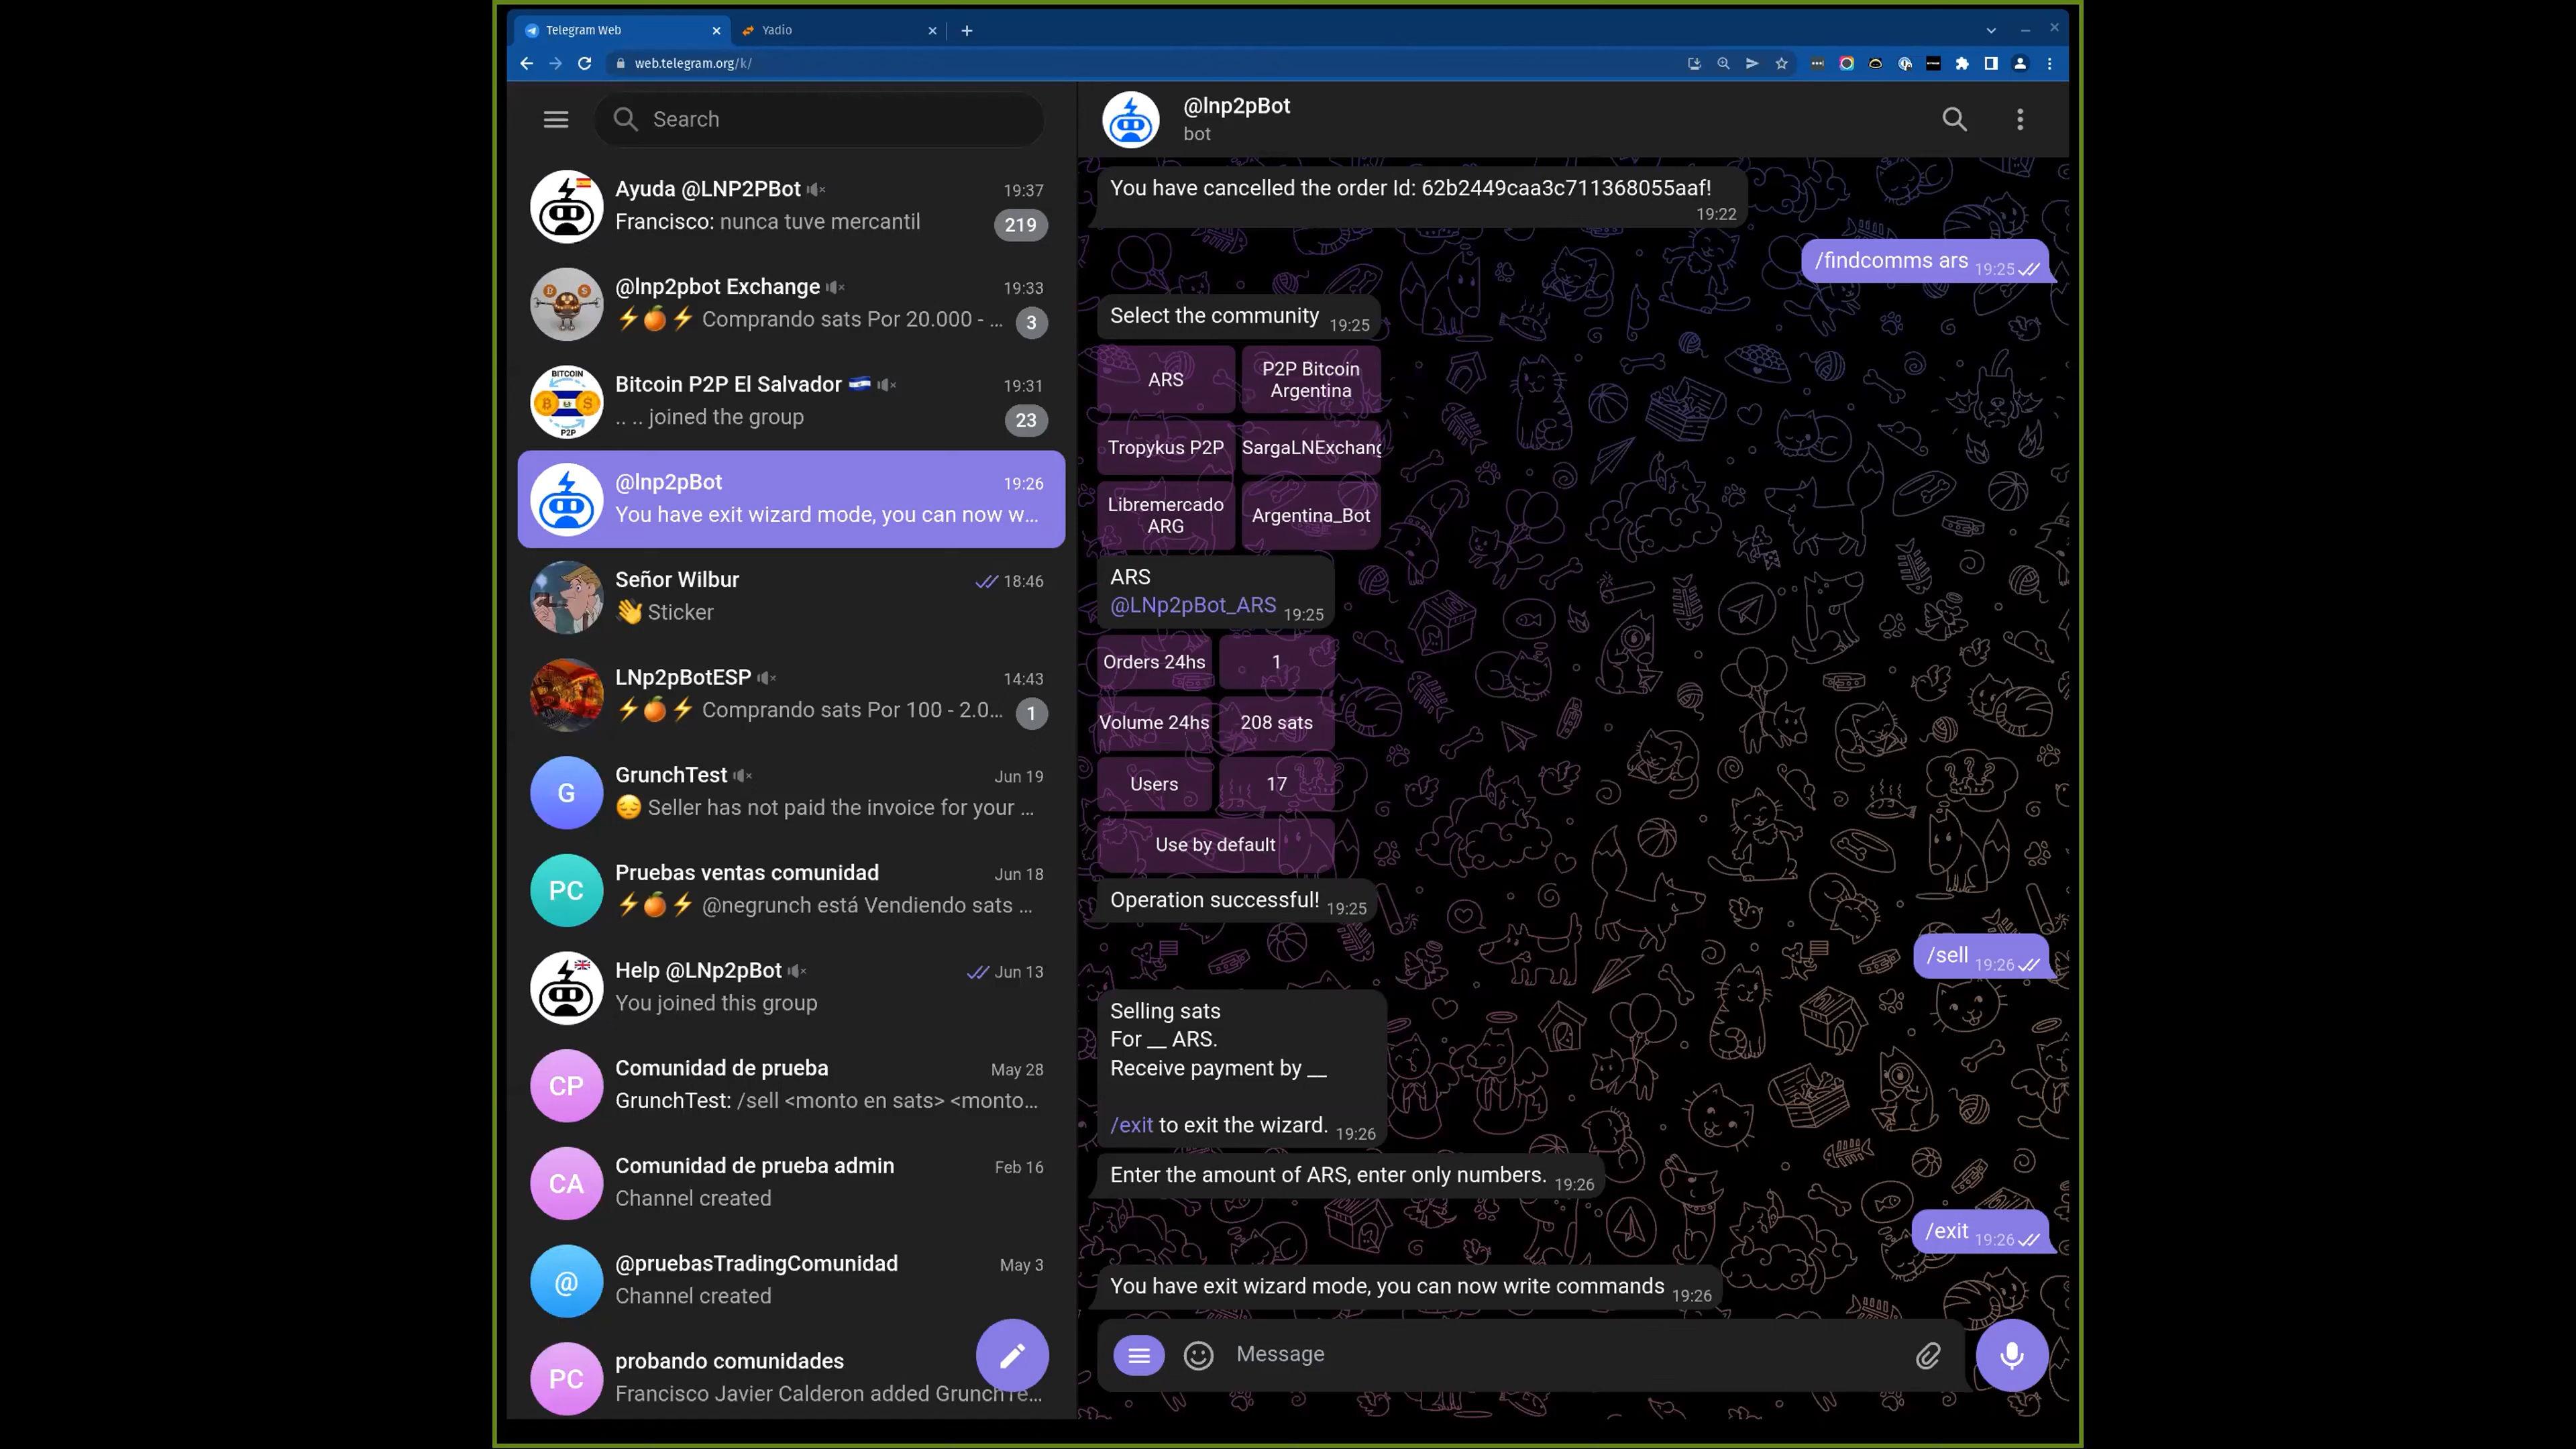 Telegram Web
Yadio
web.telegram.org/k/
Search
Ayuda @LNP2PBot 19:37
Francisco: nunca tuve mercantil 219
@lnp2pbot Exchange 19:33
⚡🍊⚡ Comprando sats Por 20.000 - ... 3
BITCOIN
P2P
Bitcoin P2P El Salvador 🇸🇻 19:31
.. .. joined the group 23
@lnp2pBot 19:26
You have exit wizard mode, you can now w...
Señor Wilbur 18:46
👋 Sticker
LNp2pBotESP 14:43
⚡🍊⚡ Comprando sats Por 100 - 2.0... 1
G
GrunchTest Jun 19
😔 Seller has not paid the invoice for your ...
PC
Pruebas ventas comunidad Jun 18
⚡🍊⚡ @negrunch está Vendiendo sats ...
Help @LNp2pBot Jun 13
You joined this group
CP
Comunidad de prueba May 28
GrunchTest: /sell <monto en sats> <monto...
CA
Comunidad de prueba admin Feb 16
Channel created
@
@pruebasTradingComunidad May 3
Channel created
PC
probando comunidades
Francisco Javier Calderon added GrunchTe...
@lnp2pBot
bot
You have cancelled the order Id: 62b2449caa3c711368055aaf!
19:22
/findcomms ars 19:25
Select the community 19:25
ARS
P2P Bitcoin
Argentina
Tropykus P2P
SargaLNExchang
Libremercado
ARG
Argentina_Bot
ARS
@LNp2pBot_ARS 19:25
Orders 24hs 1
Volume 24hs 208 sats
Users 17
Use by default
Operation successful! 19:25
/sell 19:26
Selling sats
For __ ARS.
Receive payment by __
/exit to exit the wizard. 19:26
Enter the amount of ARS, enter only numbers. 19:26
/exit 19:26
You have exit wizard mode, you can now write commands 19:26
Message